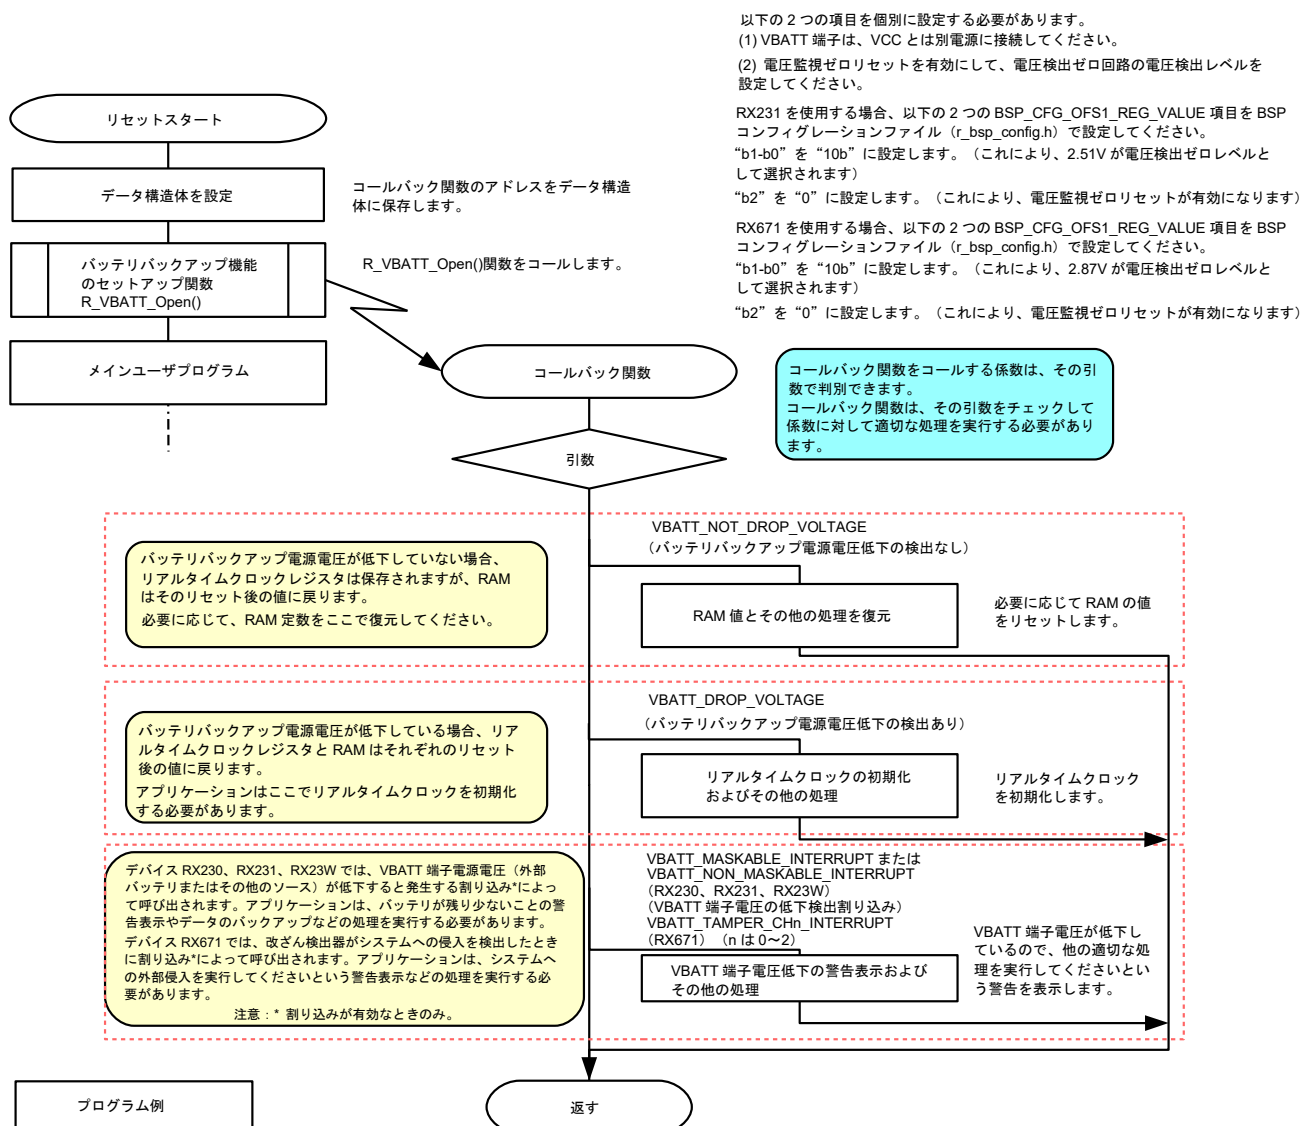 以下の 2 つの項目を個別に設定する必要があります。
(1) VBATT 端子は、VCC とは別電源に接続してください。
(2) 電圧監視ゼロリセットを有効にして、電圧検出ゼロ回路の電圧検出レベルを
設定してください。
RX231 を使用する場合、以下の 2 つの BSP_CFG_OFS1_REG_VALUE 項目を BSP
コンフィグレーションファイル（r_bsp_config.h）で設定してください。
“b1-b0” を “10b” に設定します。（これにより、2.51V が電圧検出ゼロレベルと
して選択されます）
“b2” を “0” に設定します。（これにより、電圧監視ゼロリセットが有効になります）
RX671 を使用する場合、以下の 2 つの BSP_CFG_OFS1_REG_VALUE 項目を BSP
コンフィグレーションファイル（r_bsp_config.h）で設定してください。
“b1-b0” を “10b” に設定します。（これにより、2.87V が電圧検出ゼロレベルと
して選択されます）
“b2” を “0” に設定します。（これにより、電圧監視ゼロリセットが有効になります）
リセットスタート
データ構造体を設定
コールバック関数のアドレスをデータ構造
体に保存します。
バッテリバックアップ機能
のセットアップ関数
R_VBATT_Open()
R_VBATT_Open()関数をコールします。
メインユーザプログラム
コールバック関数
コールバック関数をコールする係数は、その引
数で判別できます。
コールバック関数は、その引数をチェックして
係数に対して適切な処理を実行する必要があり
ます。
引数
VBATT_NOT_DROP_VOLTAGE
（バッテリバックアップ電源電圧低下の検出なし）
バッテリバックアップ電源電圧が低下していない場合、
リアルタイムクロックレジスタは保存されますが、RAM
はそのリセット後の値に戻ります。
必要に応じて、RAM 定数をここで復元してください。
RAM 値とその他の処理を復元
必要に応じて RAM の値
をリセットします。
VBATT_DROP_VOLTAGE
（バッテリバックアップ電源電圧低下の検出あり）
バッテリバックアップ電源電圧が低下している場合、リア
ルタイムクロックレジスタと RAM はそれぞれのリセット
後の値に戻ります。
アプリケーションはここでリアルタイムクロックを初期化
する必要があります。
リアルタイムクロックの初期化
およびその他の処理
リアルタイムクロック
を初期化します。
デバイス RX230、RX231、RX23W では、VBATT 端子電源電圧（外部
バッテリまたはその他のソース）が低下すると発生する割り込み*によっ
て呼び出されます。アプリケーションは、バッテリが残り少ないことの警
告表示やデータのバックアップなどの処理を実行する必要があります。
デバイス RX671 では、改ざん検出器がシステムへの侵入を検出したとき
に割り込み*によって呼び出されます。アプリケーションは、システムへ
の外部侵入を実行してくださいという警告表示などの処理を実行する必
要があります。
注意：* 割り込みが有効なときのみ。
VBATT_MASKABLE_INTERRUPT または
VBATT_NON_MASKABLE_INTERRUPT
（RX230、RX231、RX23W）
（VBATT 端子電圧の低下検出割り込み）
VBATT_TAMPER_CHn_INTERRUPT
（RX671）（n は 0～2）
VBATT 端子電圧低下の警告表示および
その他の処理
VBATT 端子電圧が低下し
ているので、他の適切な処
理を実行してくださいとい
う警告を表示します。
プログラム例
返す